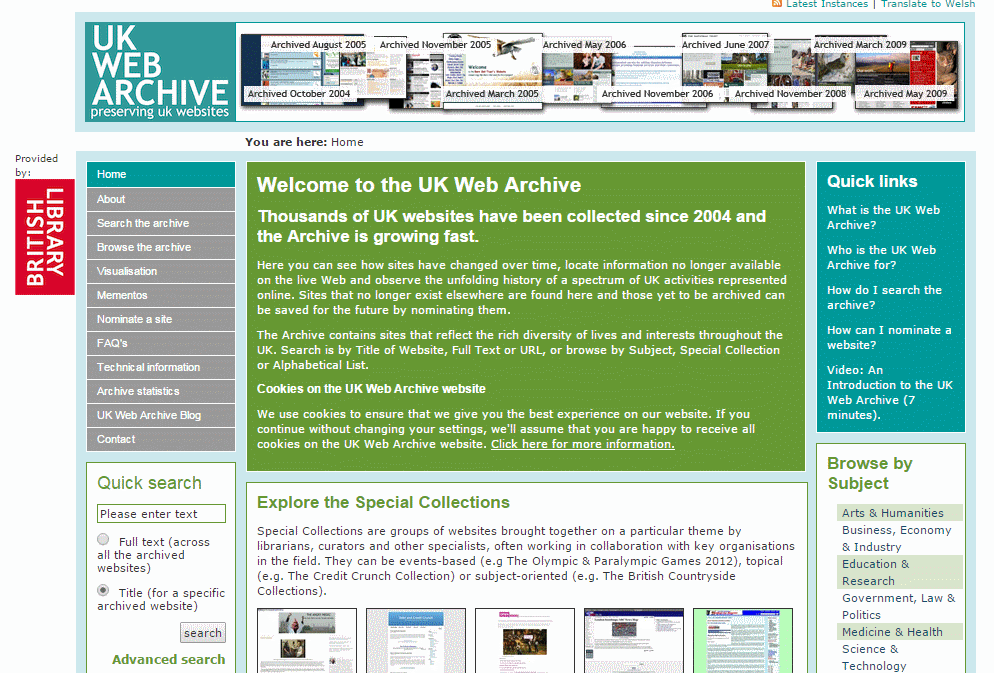 Latest Instances | Translate to Welsh
UK
WEB
ARCHIVE
preserving uk websites
Archived August 2005
Archived November 2005
Archived May 2006
Archived June 2007
Archived March 2009
Archived October 2004
Archived March 2005
Archived November 2006
Archived November 2008
Archived May 2009
You are here: Home
Provided
by:
LIBRARY
BRITISH
Home
About
Search the archive
Browse the archive
Visualisation
Mementos
Nominate a site
FAQ's
Technical information
Archive statistics
UK Web Archive Blog
Contact
Quick search
Please enter text
Full text (across
all the archived
websites)
Title (for a specific
archived website)
search
Advanced search
Welcome to the UK Web Archive
Thousands of UK websites have been collected since 2004 and
the Archive is growing fast.
Here you can see how sites have changed over time, locate information no longer available
on the live Web and observe the unfolding history of a spectrum of UK activities represented
online. Sites that no longer exist elsewhere are found here and those yet to be archived can
be saved for the future by nominating them.
The Archive contains sites that reflect the rich diversity of lives and interests throughout the
UK. Search is by Title of Website, Full Text or URL, or browse by Subject, Special Collection
or Alphabetical List.
Cookies on the UK Web Archive website
We use cookies to ensure that we give you the best experience on our website. If you
continue without changing your settings, we'll assume that you are happy to receive all
cookies on the UK Web Archive website. Click here for more information.
Explore the Special Collections
Special Collections are groups of websites brought together on a particular theme by
librarians, curators and other specialists, often working in collaboration with key organisations
in the field. They can be events-based (e.g The Olympic & Paralympic Games 2012), topical
(e.g. The Credit Crunch Collection) or subject-oriented (e.g. The British Countryside
Collections).
Quick links
What is the UK Web
Archive?
Who is the UK Web
Archive for?
How do I search the
archive?
How can I nominate a
website?
Video: An
Introduction to the UK
Web Archive (7
minutes).
Browse by
Subject
Arts & Humanities
Business, Economy
& Industry
Education &
Research
Government, Law &
Politics
Medicine & Health
Science &
Technology